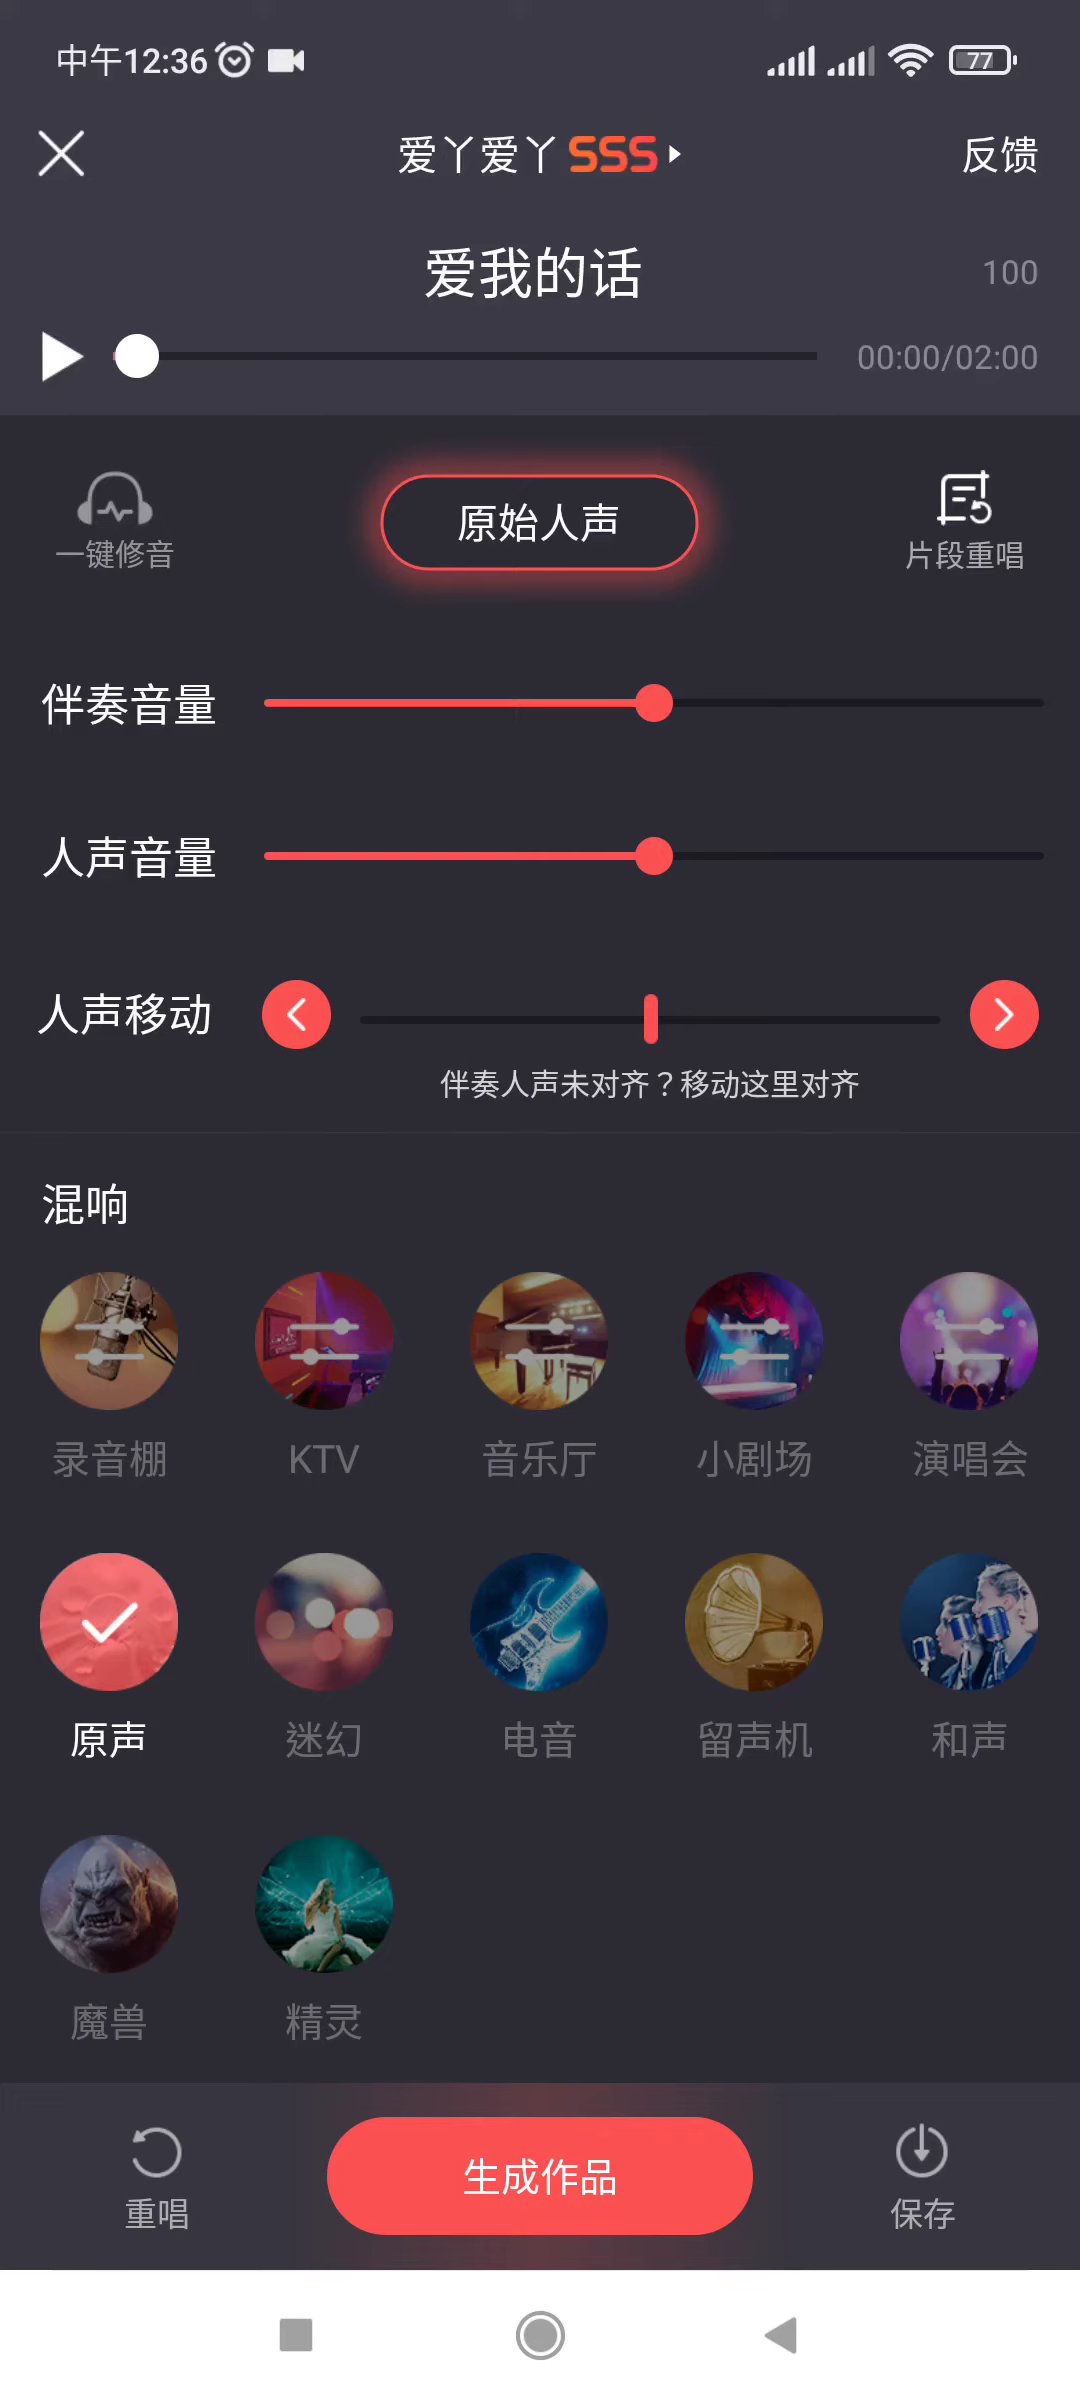 中午12:36 77
爱丫爱丫 SSS 反馈
爱我的话 100
00:00/02:00
一键修音 原始人声 片段重唱
伴奏音量
人声音量
人声移动
伴奏人声未对齐？移动这里对齐
混响
录音棚 KTV 音乐厅 小剧场 演唱会
原声 迷幻 电音 留声机 和声
魔兽 精灵
重唱 生成作品 保存